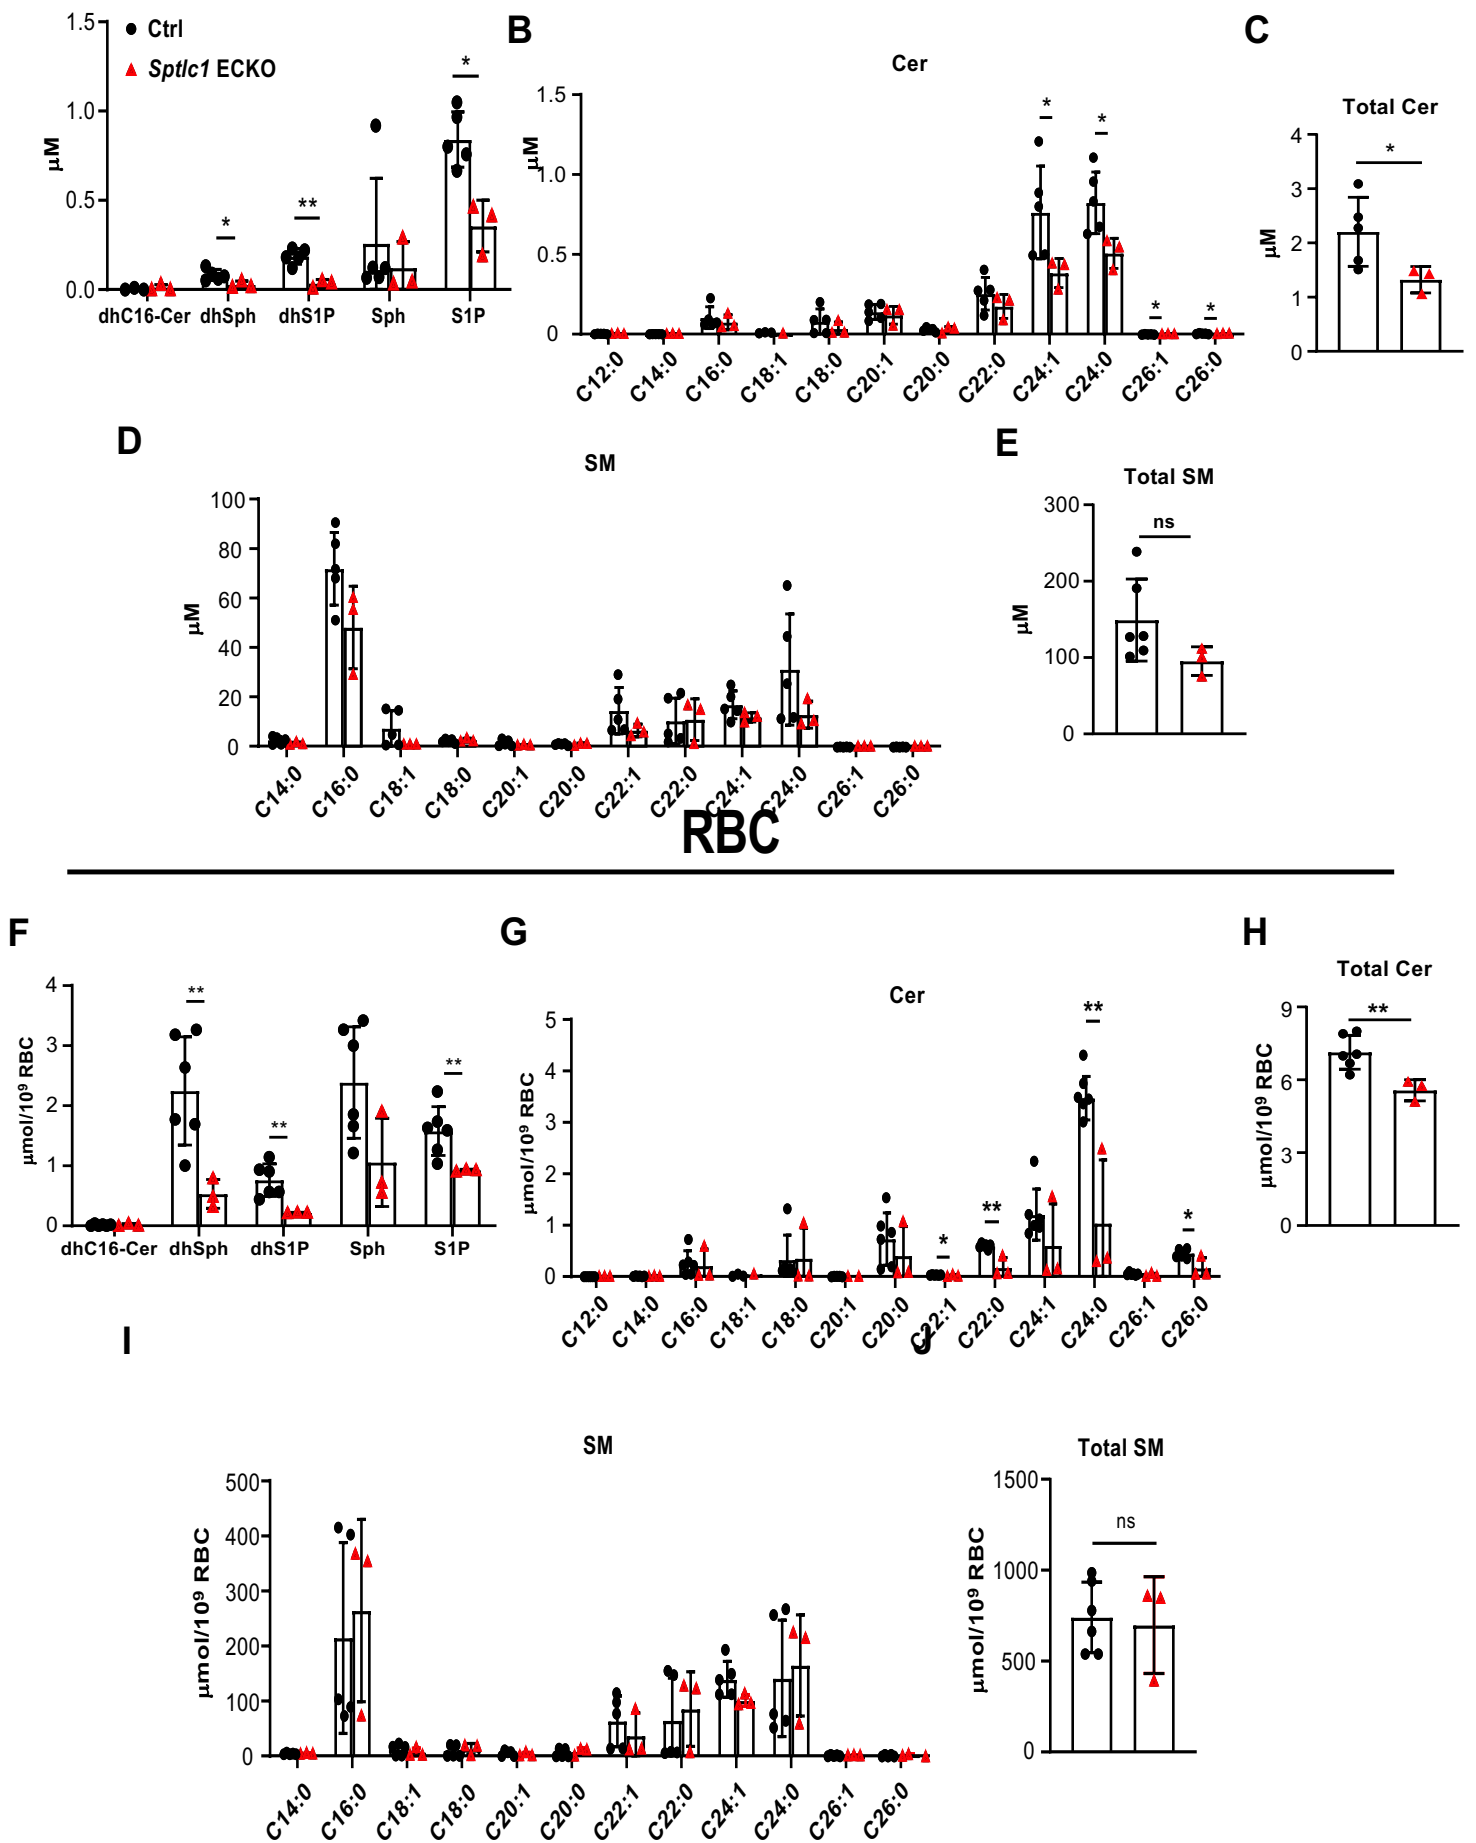 Ctrl
Sptlc1 ECKO
1.5
1.0
0.5
0.0
μM
*
**
*
dhC16-Cer dhSph dhS1P Sph S1P
B
Cer
1.5
1.0
0.5
0
μM
*
*
*
*
C12:0 C14:0 C16:0 C18:1 C18:0 C20:1 C20:0 C22:0 C24:1 C24:0 C26:1 C26:0
C
Total Cer
4
3
2
1
0
μM
*
D
SM
100
80
60
40
20
0
μM
C14:0 C16:0 C18:1 C18:0 C20:1 C20:0 C22:1 C22:0 C24:1 C24:0 C26:1 C26:0
E
Total SM
300
200
100
0
μM
ns
RBC
F
4
3
2
1
0
μmol/10⁹ RBC
**
**
**
dhC16-Cer dhSph dhS1P Sph S1P
G
Cer
5
4
3
2
1
0
μmol/10⁹ RBC
*
**
**
*
C12:0 C14:0 C16:0 C18:1 C18:0 C20:1 C20:0 C22:1 C22:0 C24:1 C24:0 C26:1 C26:0
H
Total Cer
9
6
3
0
μmol/10⁹ RBC
**
I
SM
500
400
300
200
100
0
μmol/10⁹ RBC
C14:0 C16:0 C18:1 C18:0 C20:1 C20:0 C22:1 C22:0 C24:1 C24:0 C26:1 C26:0
J
Total SM
1500
1000
500
0
μmol/10⁹ RBC
ns